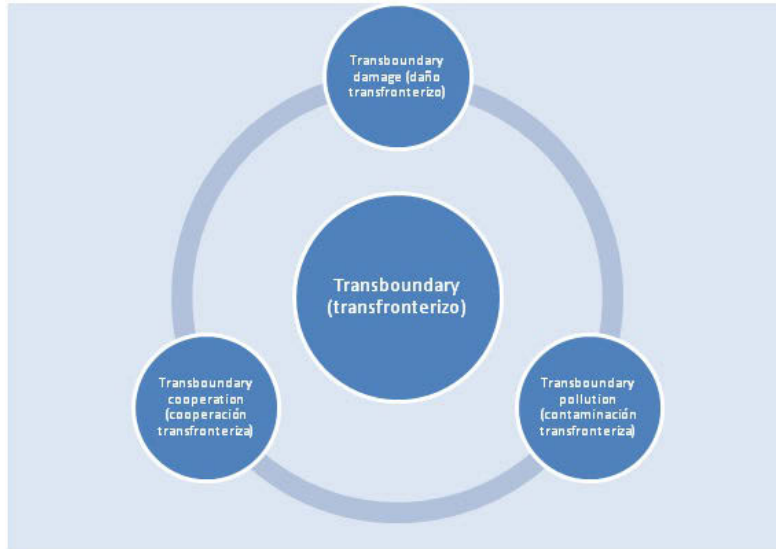 Transboundary
damage (daño
transfronterizo)
Transboundary
(transfronterizo)
Transboundary
cooperation
(cooperación
transfronteriza)
Transboundary
pollution
(contaminación
transfronteriza)